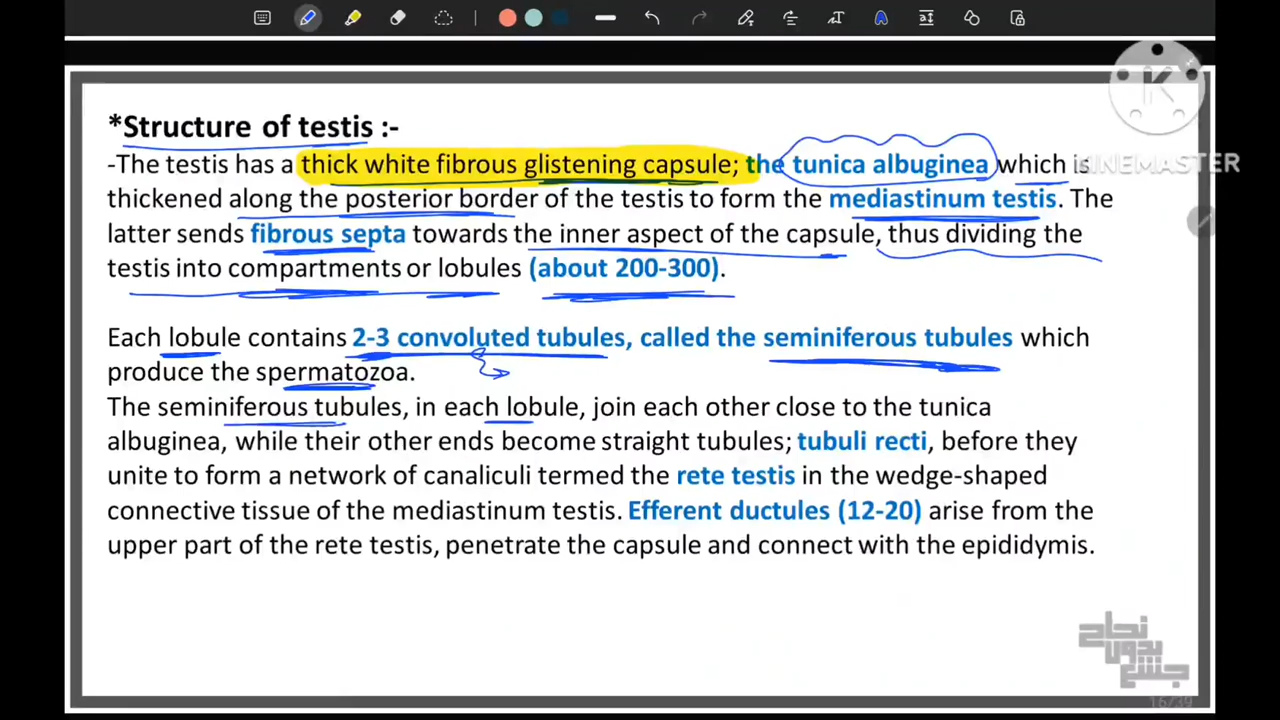 *Structure of testis :-
-The testis has a thick white fibrous glistening capsule; the tunica albuginea which is
thickened along the posterior border of the testis to form the mediastinum testis. The
latter sends fibrous septa towards the inner aspect of the capsule, thus dividing the
testis into compartments or lobules (about 200-300).
Each lobule contains 2-3 convoluted tubules, called the seminiferous tubules which
produce the spermatozoa.
The seminiferous tubules, in each lobule, join each other close to the tunica
albuginea, while their other ends become straight tubules; tubuli recti, before they
unite to form a network of canaliculi termed the rete testis in the wedge-shaped
connective tissue of the mediastinum testis. Efferent ductules (12-20) arise from the
upper part of the rete testis, penetrate the capsule and connect with the epididymis.
KINEMASTER
نجاح
بدون
جشع
16/39